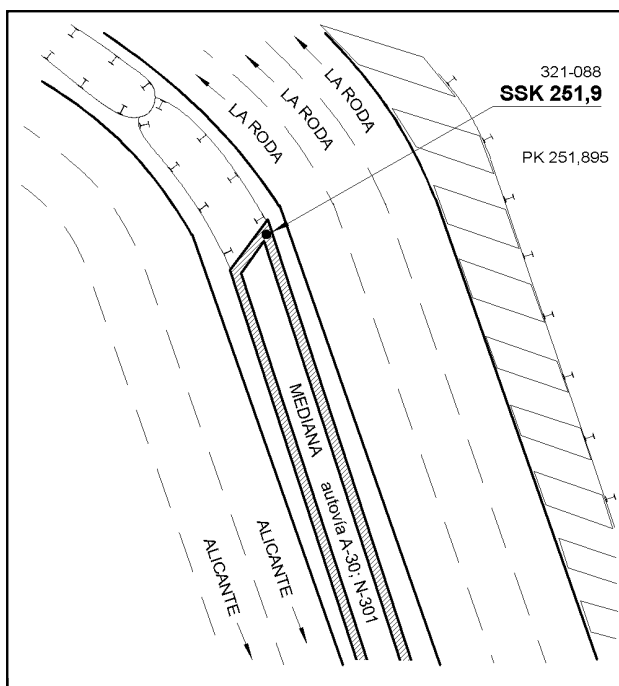 LA RODA
LA RODA
LA RODA
321-088
SSK 251,9
PK 251,895
MEDIANA
autovía A-30; N-301
ALICANTE
ALICANTE